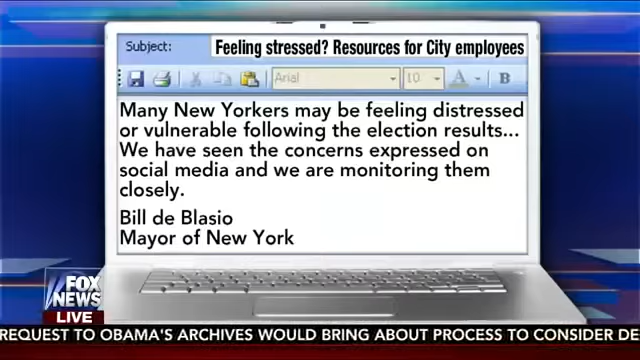 Subject: Feeling stressed? Resources for City employees
Arial 10 A B
Many New Yorkers may be feeling distressed
or vulnerable following the election results...
We have seen the concerns expressed on
social media and we are monitoring them
closely.
Bill de Blasio
Mayor of New York
FOX
NEWS
LIVE
REQUEST TO OBAMA'S ARCHIVES WOULD BRING ABOUT PROCESS TO CONSIDER DE